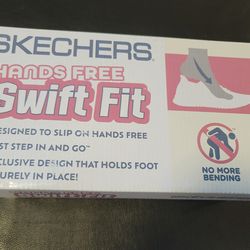 SKECHERS
HANDS FREE
Swift Fit
ESIGNED TO SLIP ON HANDS FREE
ST STEP IN AND GO™
CLUSIVE DESIGN THAT HOLDS FOOT
URELY IN PLACE!
NO MORE
BENDING